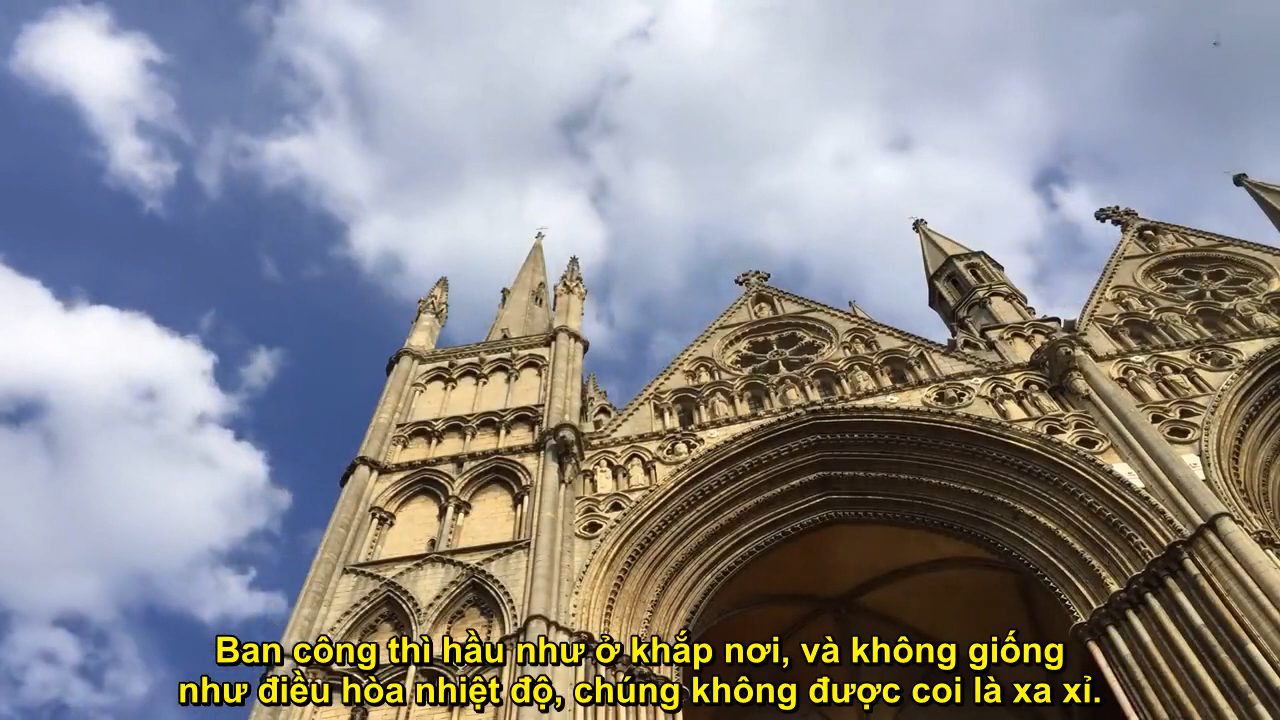 Ban công thì hầu như ở khắp nơi, và không giống
như điều hòa nhiệt độ, chúng không được coi là xa xỉ.